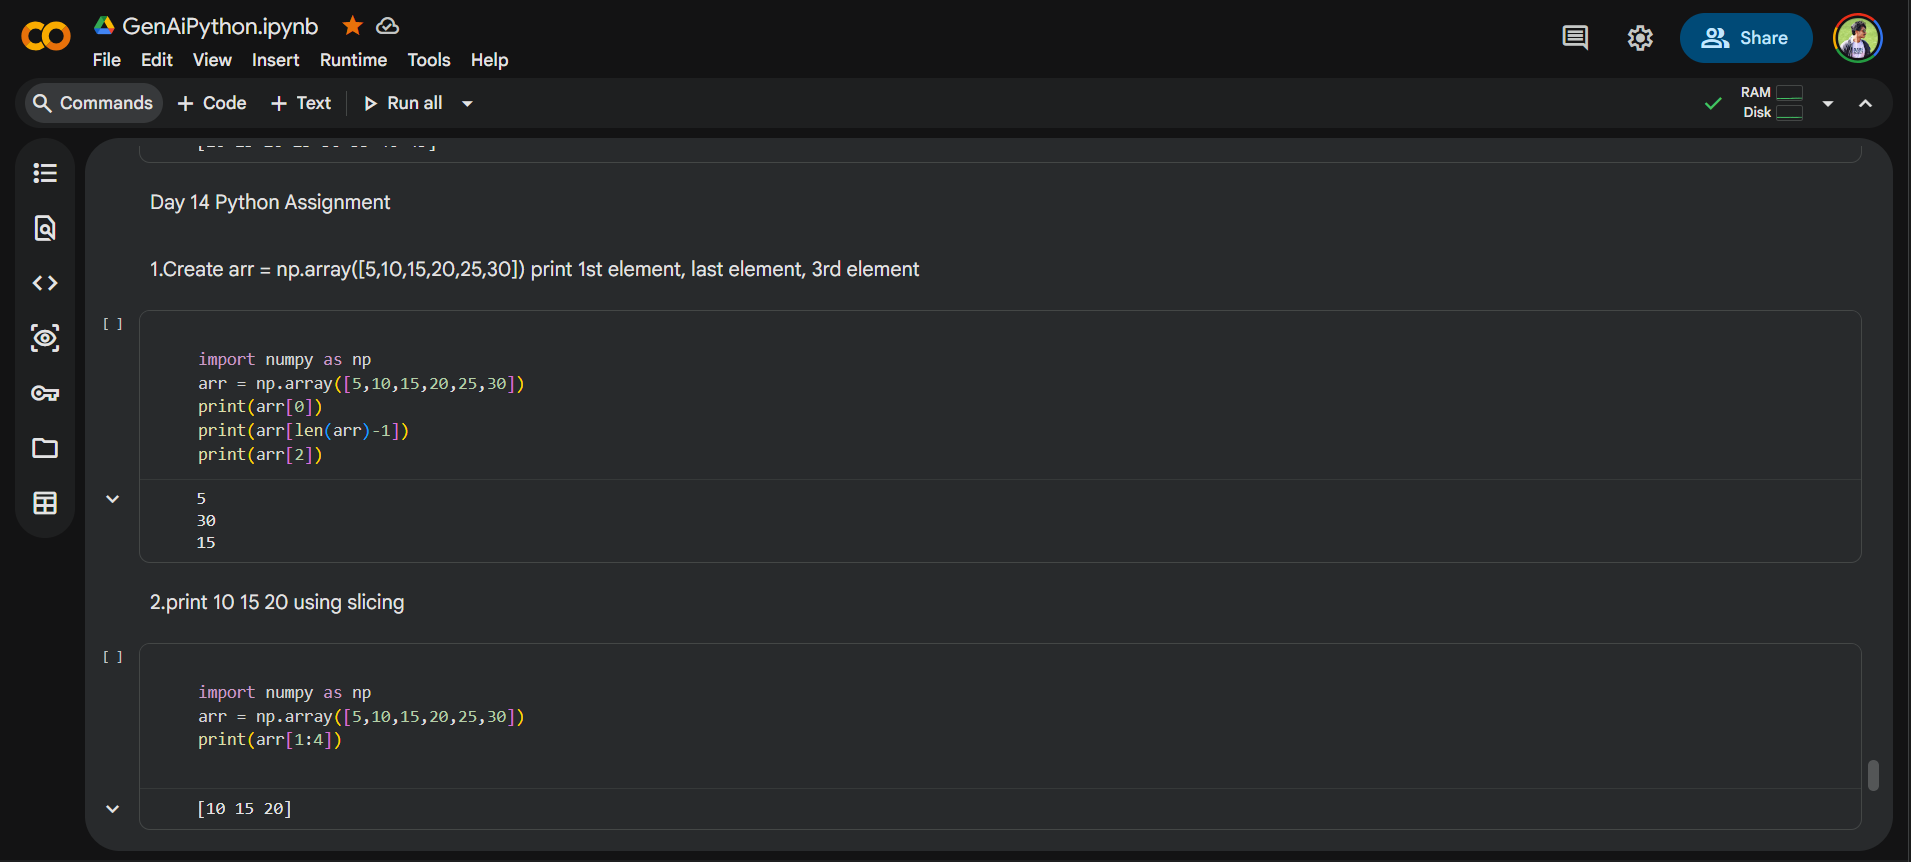 GenAiPython.ipynb
File Edit View Insert Runtime Tools Help
Share
Commands + Code + Text Run all
RAM
Disk
Day 14 Python Assignment
1.Create arr = np.array([5,10,15,20,25,30]) print 1st element, last element, 3rd element
[ ]
import numpy as np
arr = np.array([5,10,15,20,25,30])
print(arr[0])
print(arr[len(arr)-1])
print(arr[2])
5
30
15
2.print 10 15 20 using slicing
[ ]
import numpy as np
arr = np.array([5,10,15,20,25,30])
print(arr[1:4])
[10 15 20]